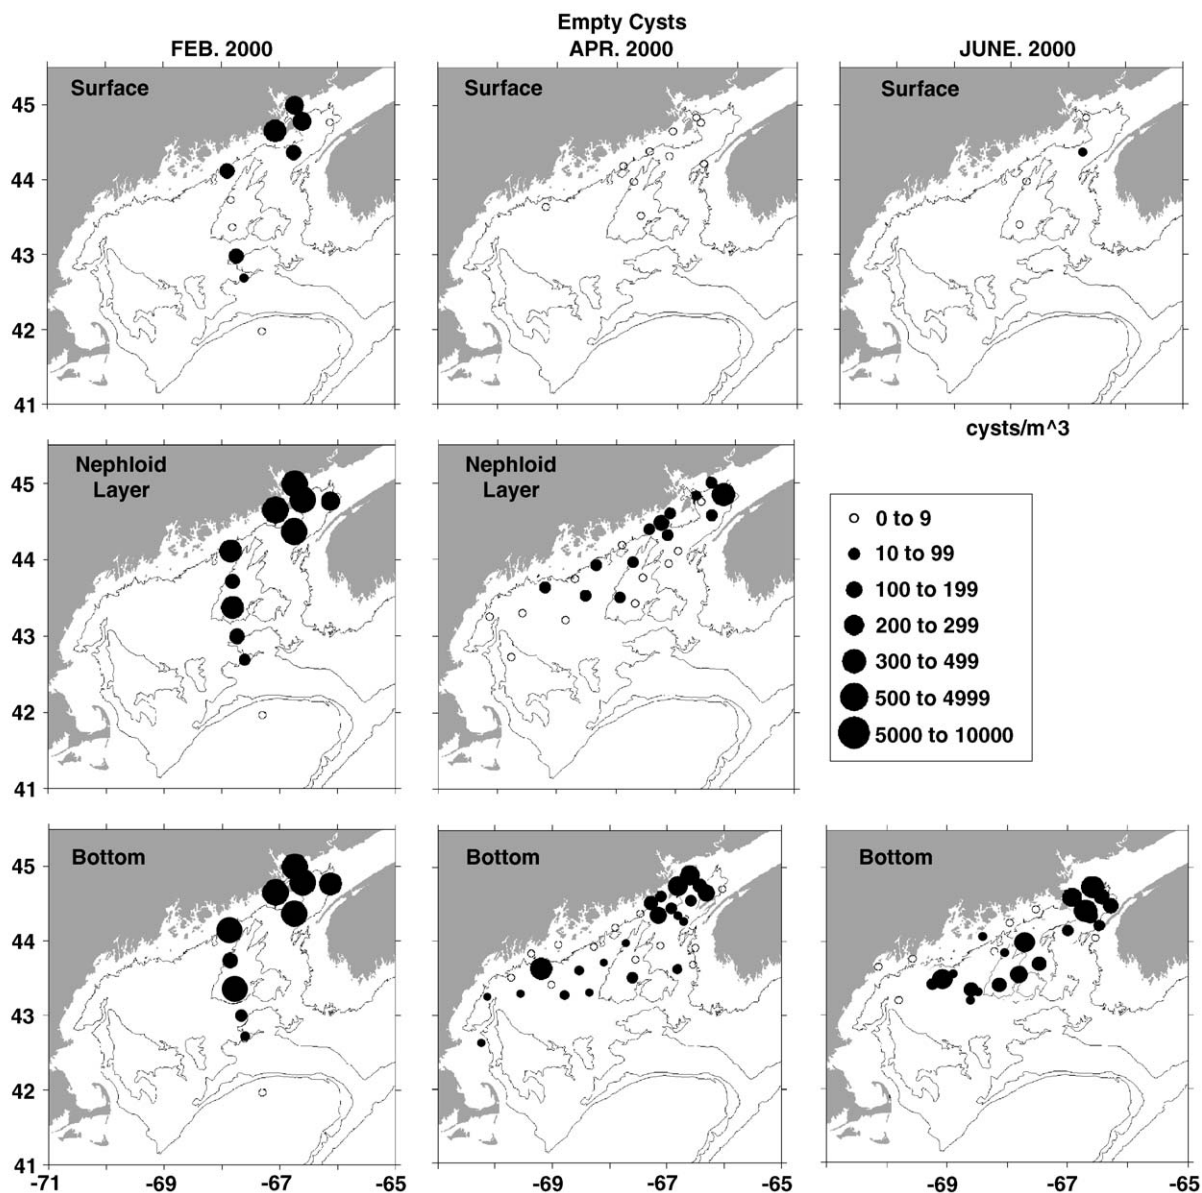 Empty Cysts
FEB. 2000
APR. 2000
JUNE. 2000
Surface
Surface
Surface
45
44
43
42
41
-71
-69
-67
-65
cysts/m^3
Nephloid
Layer
Nephloid
Layer
45
44
43
42
41
0 to 9
10 to 99
100 to 199
200 to 299
300 to 499
500 to 4999
5000 to 10000
Bottom
Bottom
Bottom
45
44
43
42
41
-71
-69
-67
-69
-67
-69
-67
-65